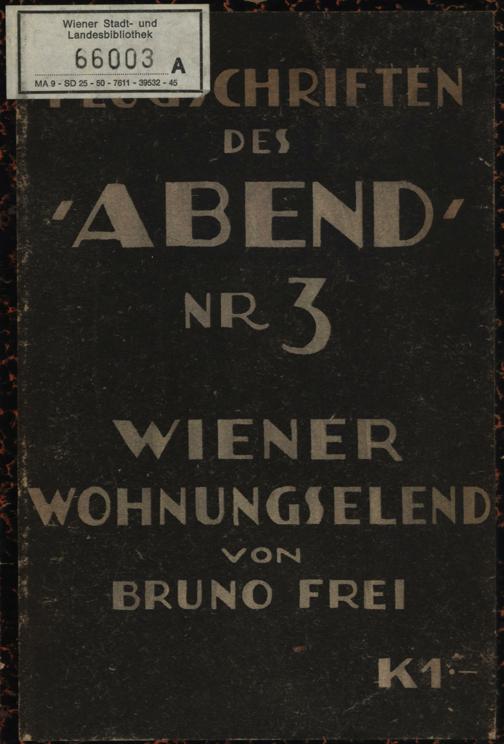 Wiener Stadt- und
Landesbibliothek
66003 A
MA 9 - SD 25 - 50 - 7611 - 39532 - 45
DES
'ABEND'
NR 3
WIENER
WOHNUNGSELEND
VON
BRUNO FREI
K1·–